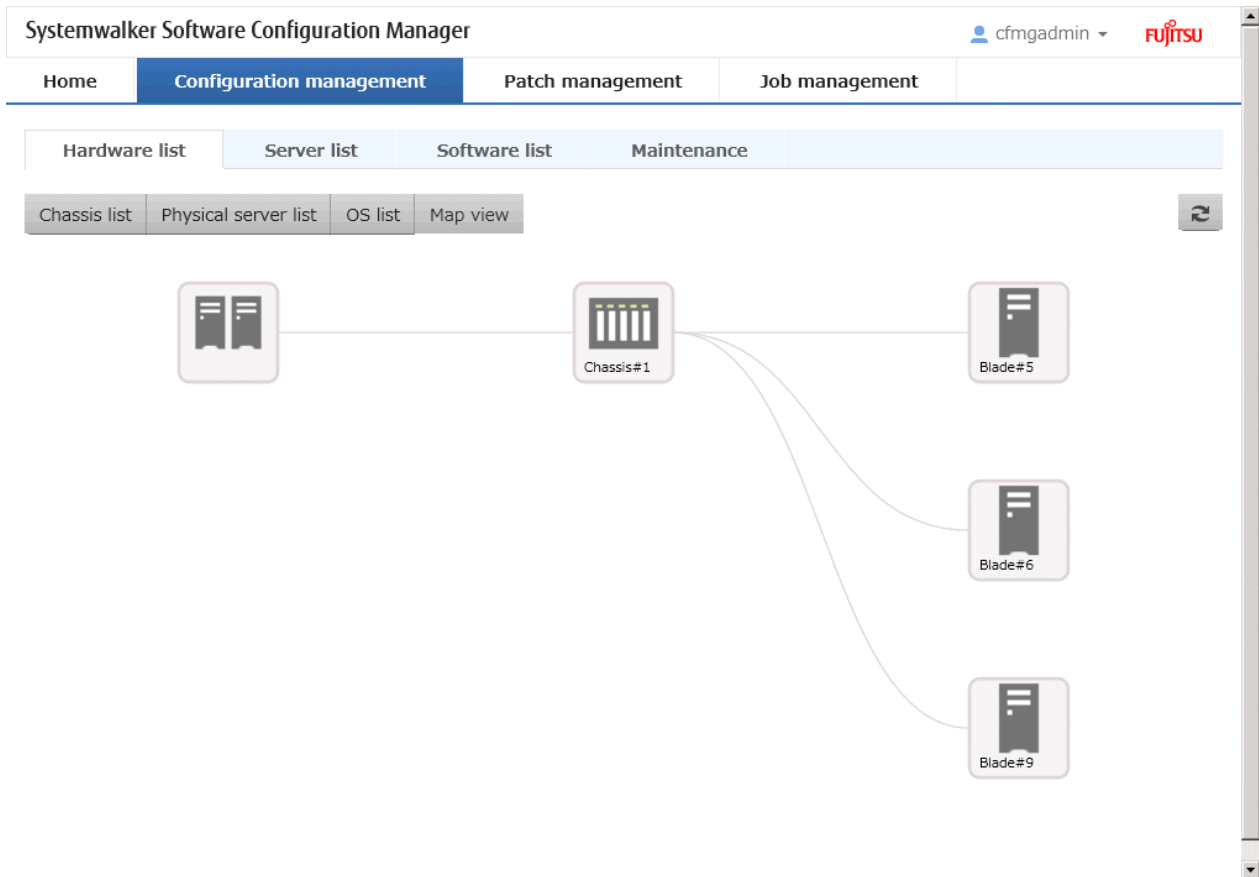 Systemwalker Software Configuration Manager
cfmgadmin
FUJITSU
Home Configuration management Patch management Job management
Hardware list Server list Software list Maintenance
Chassis list Physical server list OS list Map view
Chassis#1
Blade#5
Blade#6
Blade#9